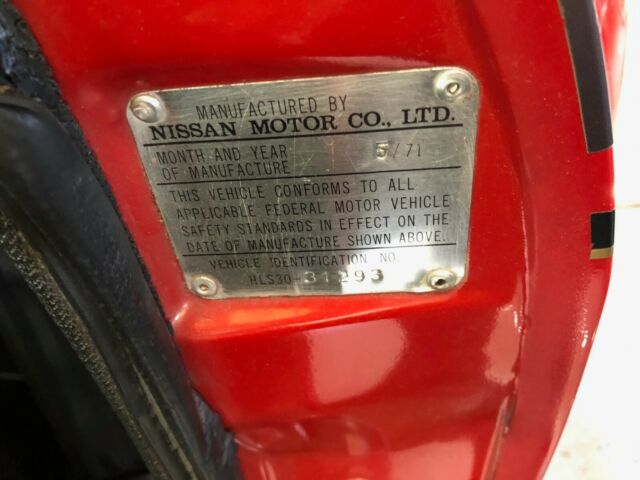 MANUFACTURED BY
NISSAN MOTOR CO., LTD.
MONTH AND YEAR 5/71
OF MANUFACTURE
THIS VEHICLE CONFORMS TO ALL
APPLICABLE FEDERAL MOTOR VEHICLE
SAFETY STANDARDS IN EFFECT ON THE
DATE OF MANUFACTURE SHOWN ABOVE.
VEHICLE IDENTIFICATION NO.
HLS30-31293